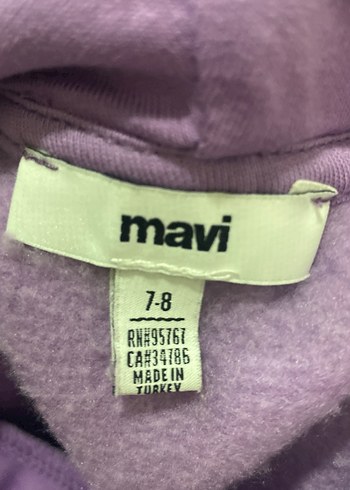 mavi
7-8
RN#95767
CA#34786
MADE IN
TURKEY